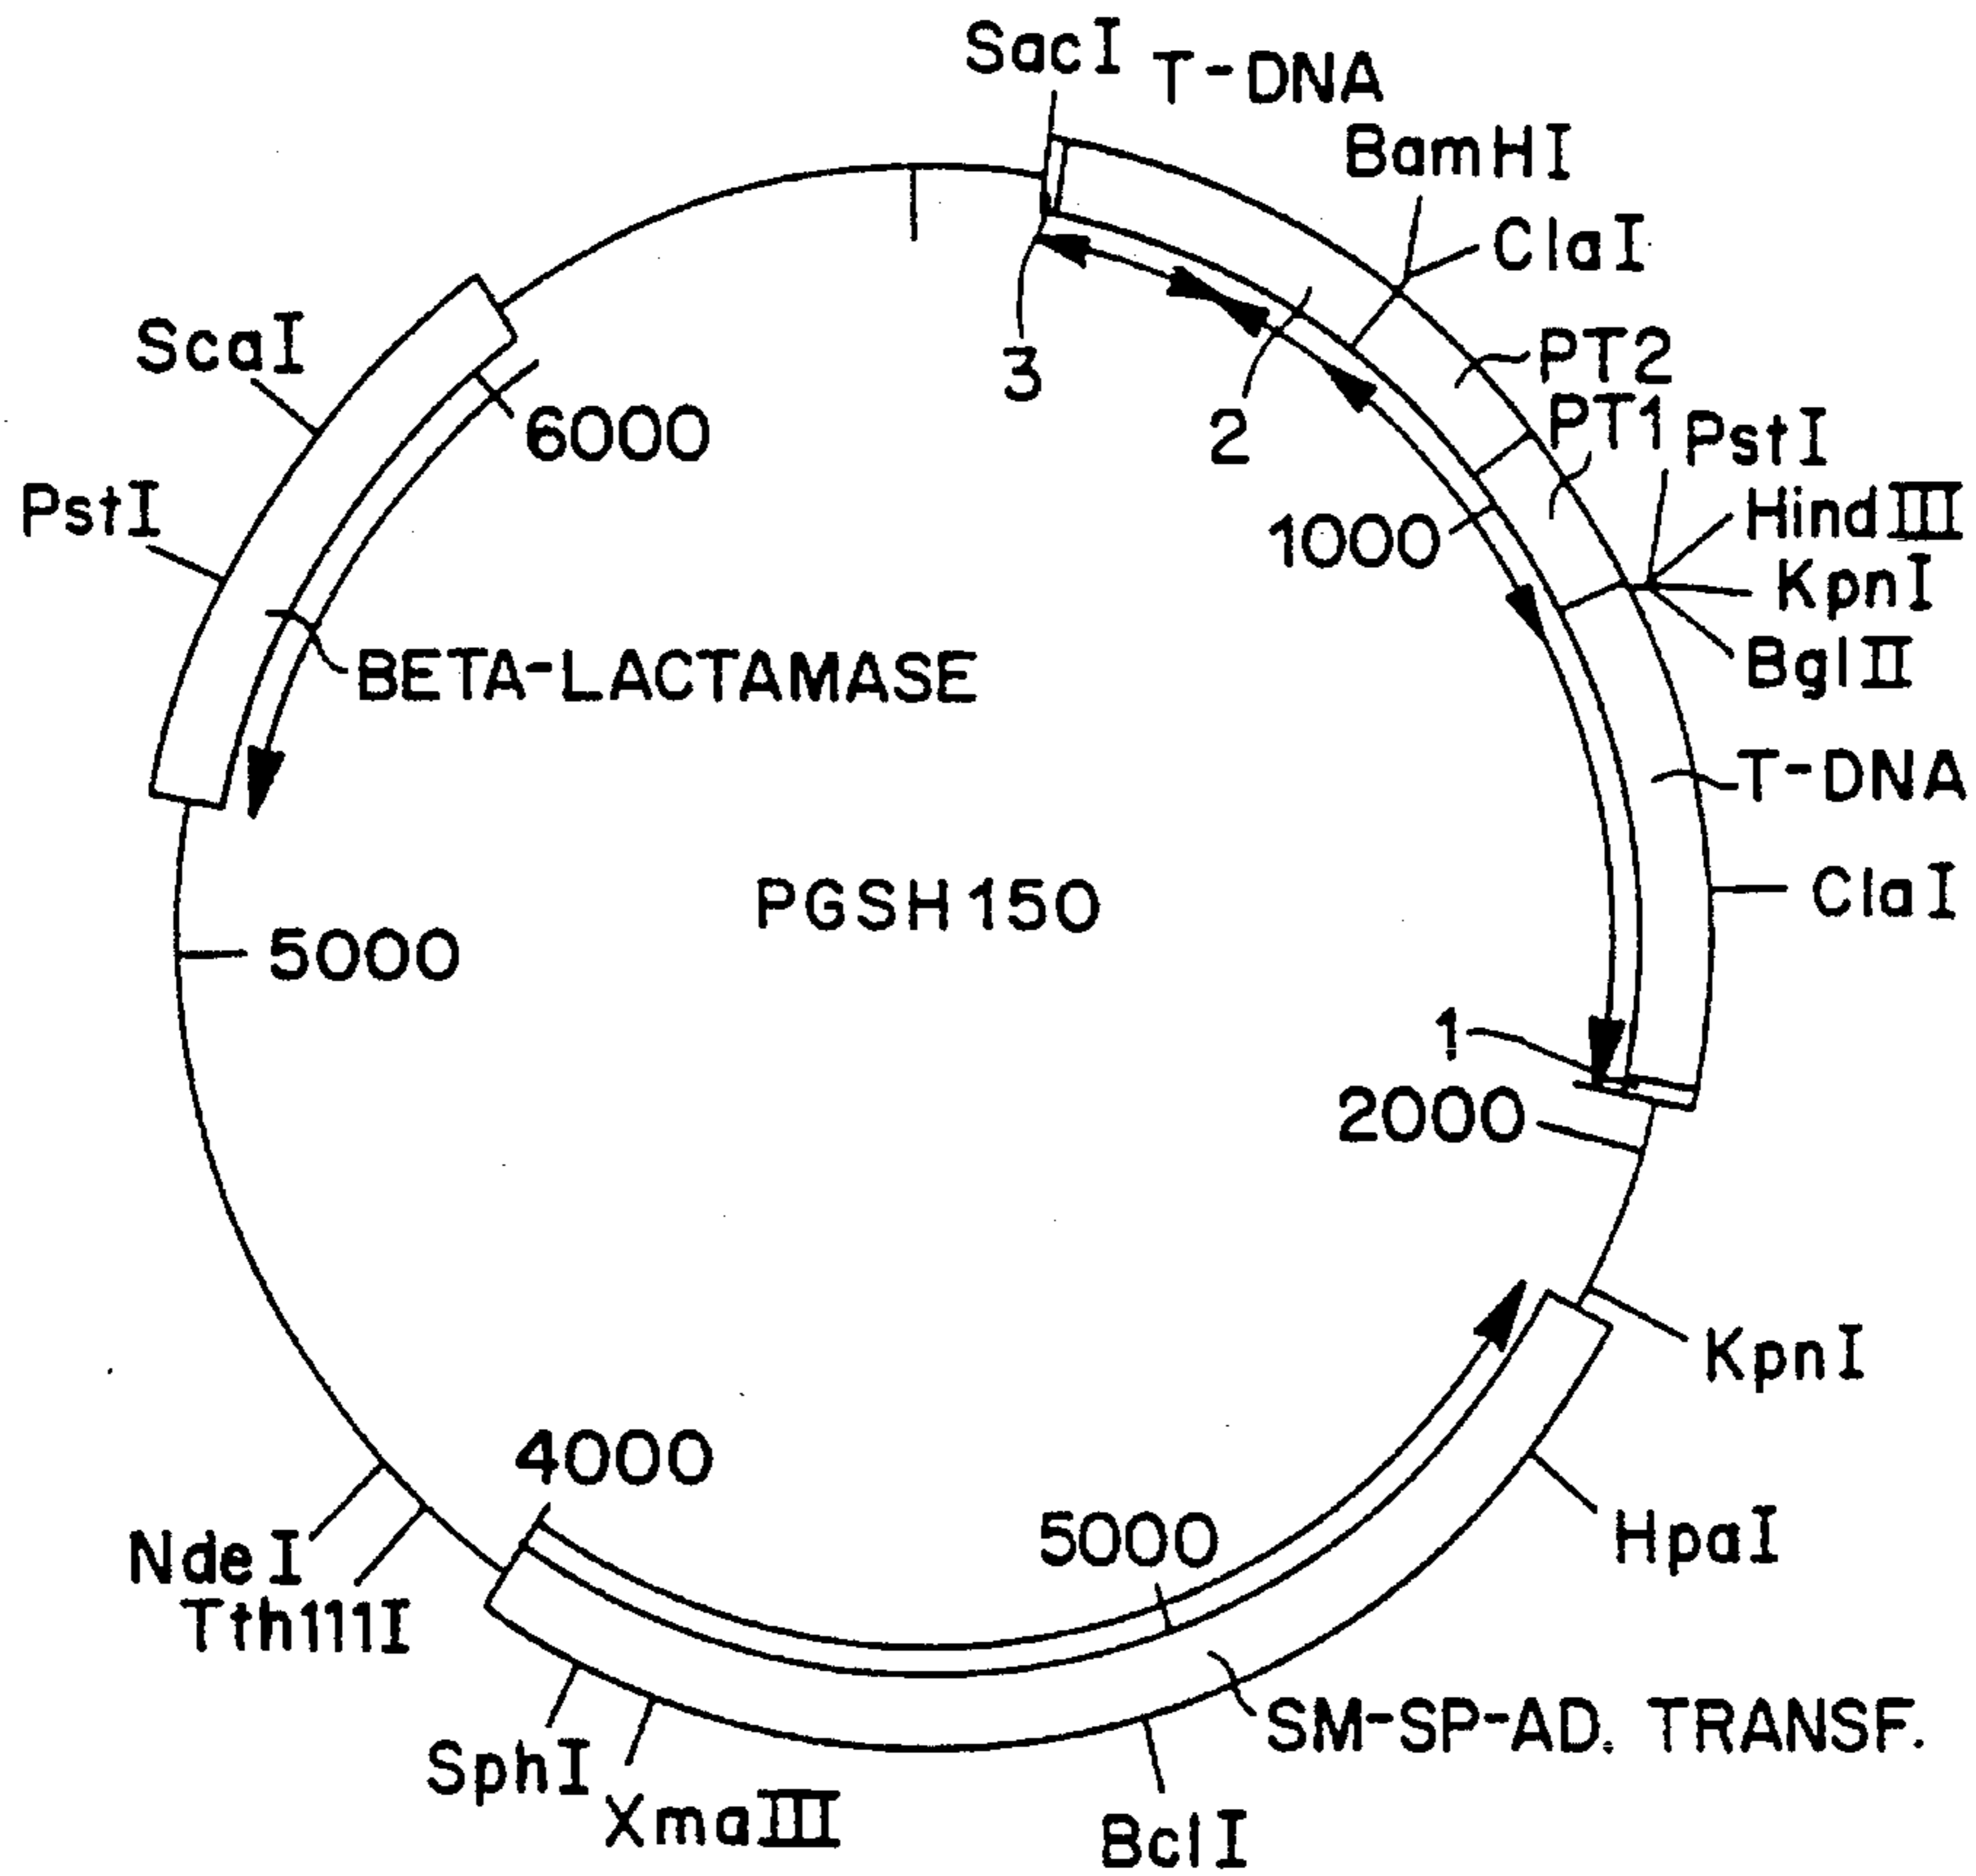 SacI
T-DNA
BamHI
ClaI
PT2
PT1
PstI
HindIII
KpnI
BglII
T-DNA
ClaI
3
2
1000
1
2000
KpnI
HpaI
5000
SM-SP-AD. TRANSF.
BclI
XmaIII
SphI
4000
Tth111I
NdeI
5000
PGSH150
BETA-LACTAMASE
PstI
ScaI
6000